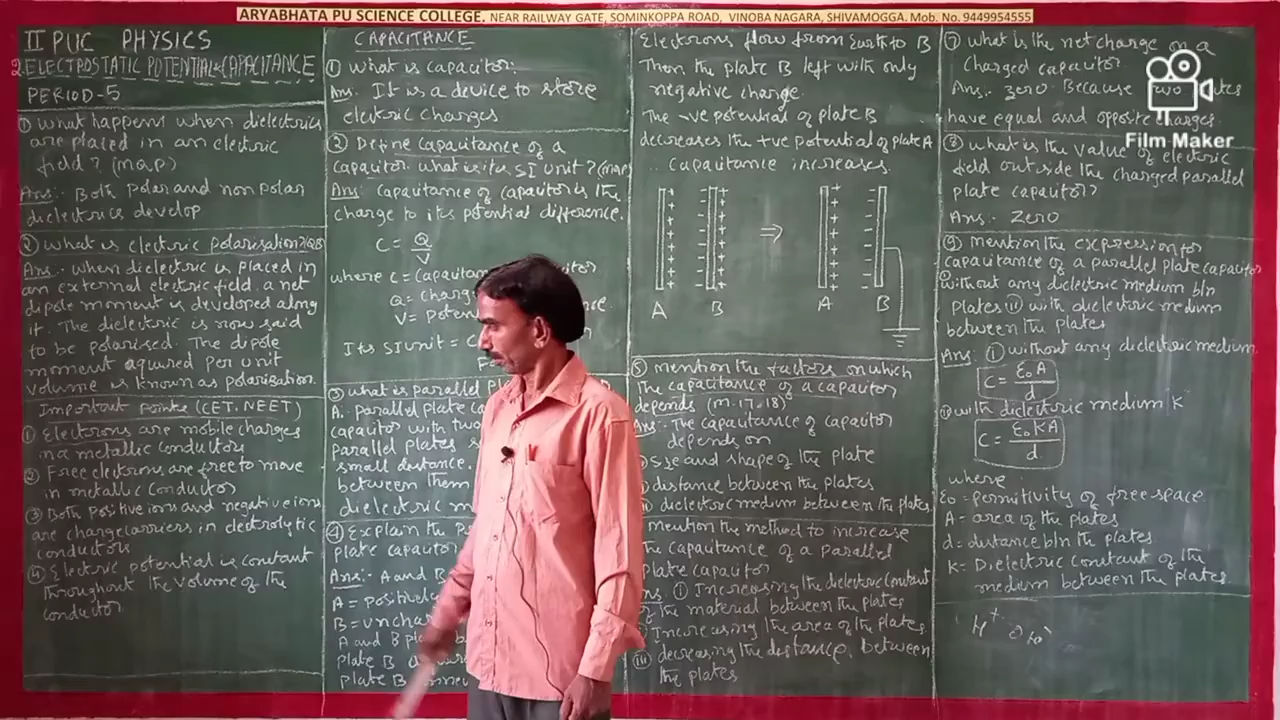 ARYABHATA PU SCIENCE COLLEGE, NEAR RAILWAY GATE, SOMINKOPPA ROAD, VINOBA NAGARA, SHIVAMOGGA. Mob. No. 9449954555
II PUC PHYSICS
2. ELECTROSTATIC POTENTIAL & CAPACITANCE
PERIOD-5
① What happens when dielectrics
are placed in an electric
field? (MQP)
Ans:- Both Polar and non polar
dielectrics develop
② What is electric polarisation?
Ans:- When dielectric is placed in
an external electric field, a net
dipole moment is developed along
it. The dielectric is now said
to be polarised. The dipole
moment aquired per unit
volume is known as polarisation.
Important points (CET, NEET)
① Electrons are mobile charges
in a metallic conductors
② Free eletrons are free to move
in metallic conductor
③ Both positive ions and negative ions
are charge carriers in electrolytic
conductors
④ Electric potential is constant
throughout the volume of the
conductor
CAPACITANCE
① What is capacitor?
Ans: It is a device to store
electric charges
② Define capacitance of a
capacitor what is its SI unit? (MQP)
Ans: Capacitance of capacitor is the
charge to its potential difference.
C = Q/V
where C = Capacitan
Q = charg
V = poten
Its SI unit = C
③ What is parallel pl
A. parallel plate ca
capacitor with two
parallel plates s
small distance.
between them
dielectric m
④ Explain the P
plate capacitor
Ans:- A and B
A = positive
B = unchar
A and B pla
plate B
plate B
Electrons flow from Earth to B
Then the plate B left with only
negative charge.
The -ve potential of plate B
decreases the +ve potential of plate A
∴ Capacitance increases.
A B ⇒ A B
⑤ Mention the factors on which
the capacitance of a capacitor
depends (M-17, 18)
Ans:- The capacitance of capacitor
depends on
i) size and shape of the plate
distance between the plates
dielectric medium between the plates.
mention the method to increase
the capacitance of a parallel
plate capacitor
Ans ① Increasing the dielectric constant
of the material between the plates
Increasing the area of the plates.
iii) decreasing the distance, between
the plates
⑦ What is the net charge on a
charged capacitor.
Ans:- Zero. Because two
have equal and opposite charges.
Film Maker
⑧ What is the value of electric
field outside the charged parallel
plate capacitor?
Ans:- Zero
⑨ Mention the expression for
capacitance of a parallel plate capacitor
① without any dielectric medium b/n
plates ⑪ with dielectric medium
between the plates
Ans: ① without any dielectric medium.
C = ε₀A/d
⑪ with dielectric medium 'K'
C = ε₀KA/d
where
ε₀ = permitivity of free space
A = area of the plates
d = distance b/n the plates
K = Dielectric constant of the
medium between the plates